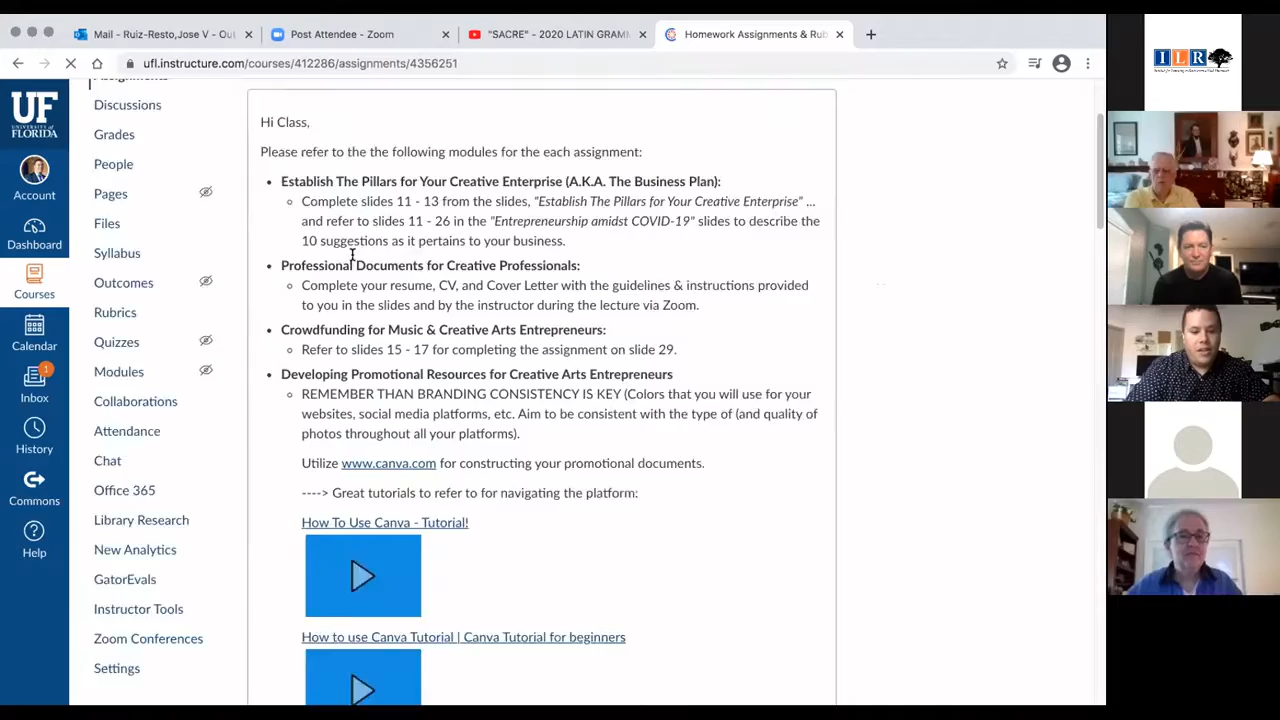 Mail - Ruiz-Resto,Jose V - Out
Post Attendee - Zoom
"SACRE" - 2020 LATIN GRAMM
Homework Assignments & Rub
ufl.instructure.com/courses/412286/assignments/4356251
ILR
UF
UNIVERSITY of
FLORIDA
Account
Dashboard
Courses
Calendar
1
Inbox
History
Commons
Help
Discussions
Grades
People
Pages
Files
Syllabus
Outcomes
Rubrics
Quizzes
Modules
Collaborations
Attendance
Chat
Office 365
Library Research
New Analytics
GatorEvals
Instructor Tools
Zoom Conferences
Settings
Hi Class,
Please refer to the the following modules for the each assignment:
Establish The Pillars for Your Creative Enterprise (A.K.A. The Business Plan):
Complete slides 11 - 13 from the slides, "Establish The Pillars for Your Creative Enterprise" ...
and refer to slides 11 - 26 in the "Entrepreneurship amidst COVID-19" slides to describe the
10 suggestions as it pertains to your business.
Professional Documents for Creative Professionals:
Complete your resume, CV, and Cover Letter with the guidelines & instructions provided
to you in the slides and by the instructor during the lecture via Zoom.
Crowdfunding for Music & Creative Arts Entrepreneurs:
Refer to slides 15 - 17 for completing the assignment on slide 29.
Developing Promotional Resources for Creative Arts Entrepreneurs
REMEMBER THAN BRANDING CONSISTENCY IS KEY (Colors that you will use for your
websites, social media platforms, etc. Aim to be consistent with the type of (and quality of
photos throughout all your platforms).
Utilize www.canva.com for constructing your promotional documents.
----> Great tutorials to refer to for navigating the platform:
How To Use Canva - Tutorial!
How to use Canva Tutorial | Canva Tutorial for beginners